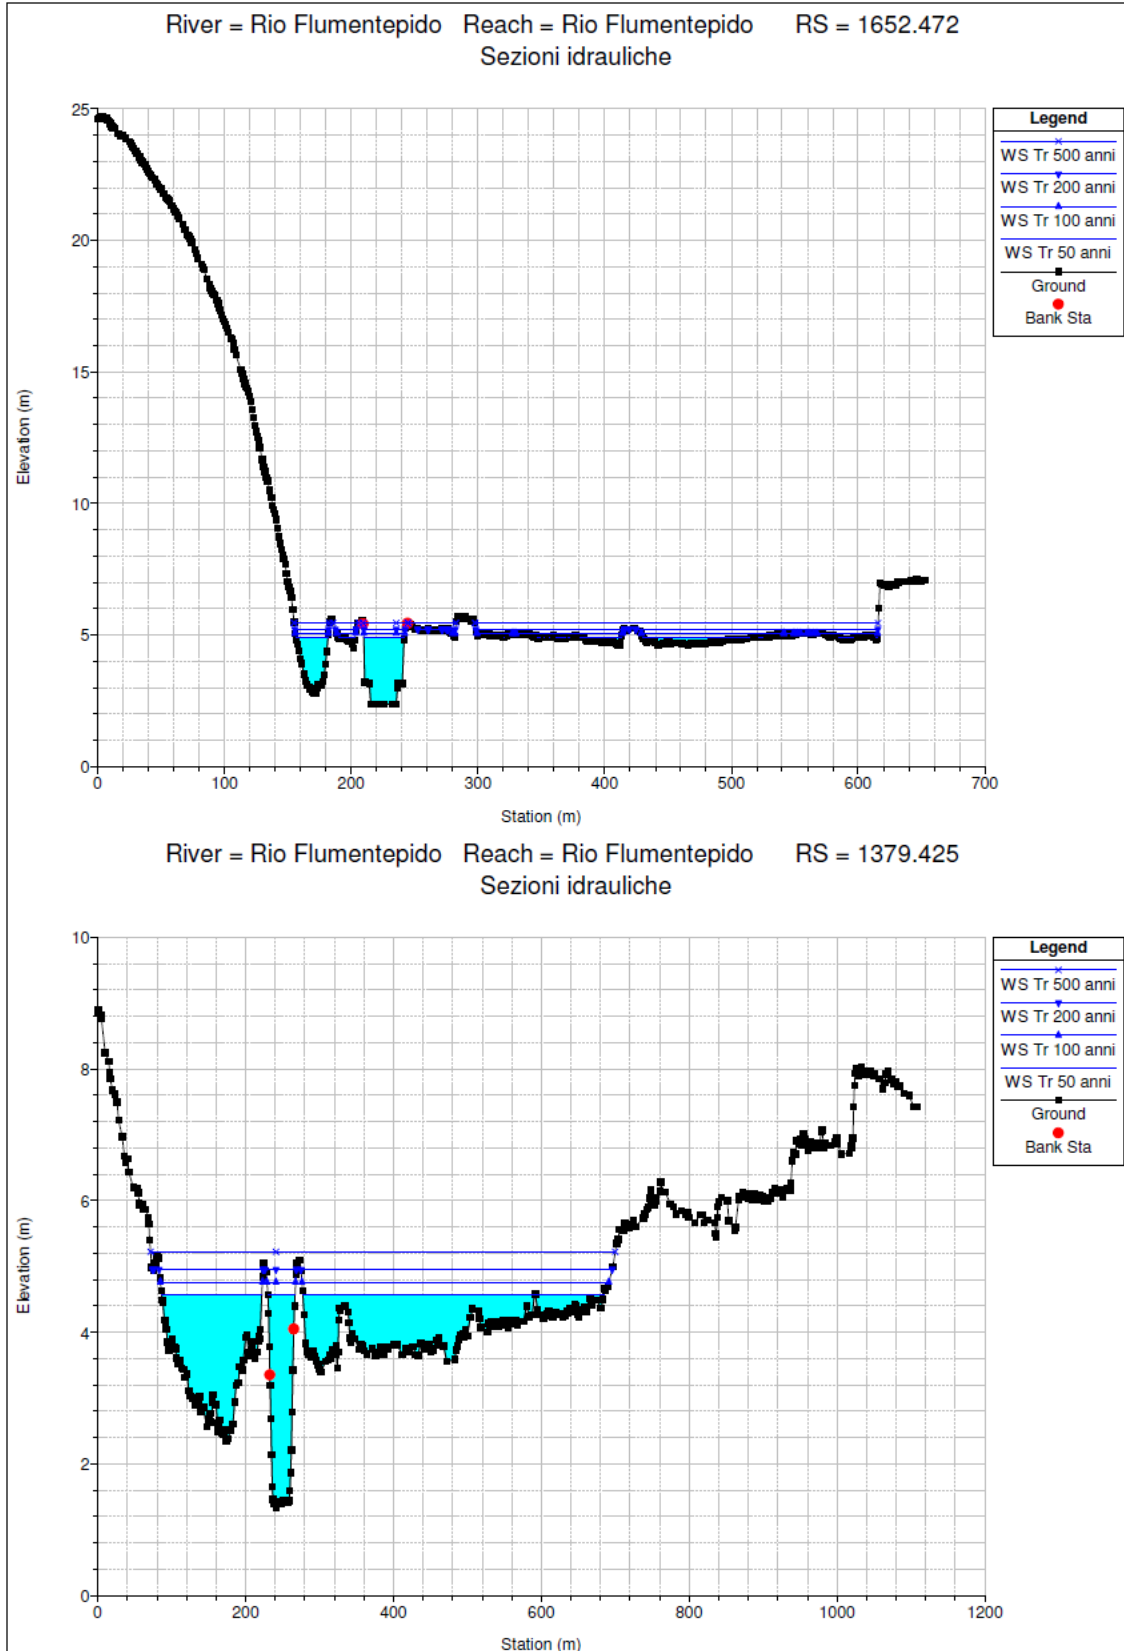 River = Rio Flumentepido Reach = Rio Flumentepido RS = 1652.472
Sezioni idrauliche
25
20
15
10
5
0
Elevation (m)
0 100 200 300 400 500 600 700
Station (m)
Legend
WS Tr 500 anni
WS Tr 200 anni
WS Tr 100 anni
WS Tr 50 anni
Ground
Bank Sta
River = Rio Flumentepido Reach = Rio Flumentepido RS = 1379.425
Sezioni idrauliche
10
8
6
4
2
0
Elevation (m)
0 200 400 600 800 1000 1200
Station (m)
Legend
WS Tr 500 anni
WS Tr 200 anni
WS Tr 100 anni
WS Tr 50 anni
Ground
Bank Sta